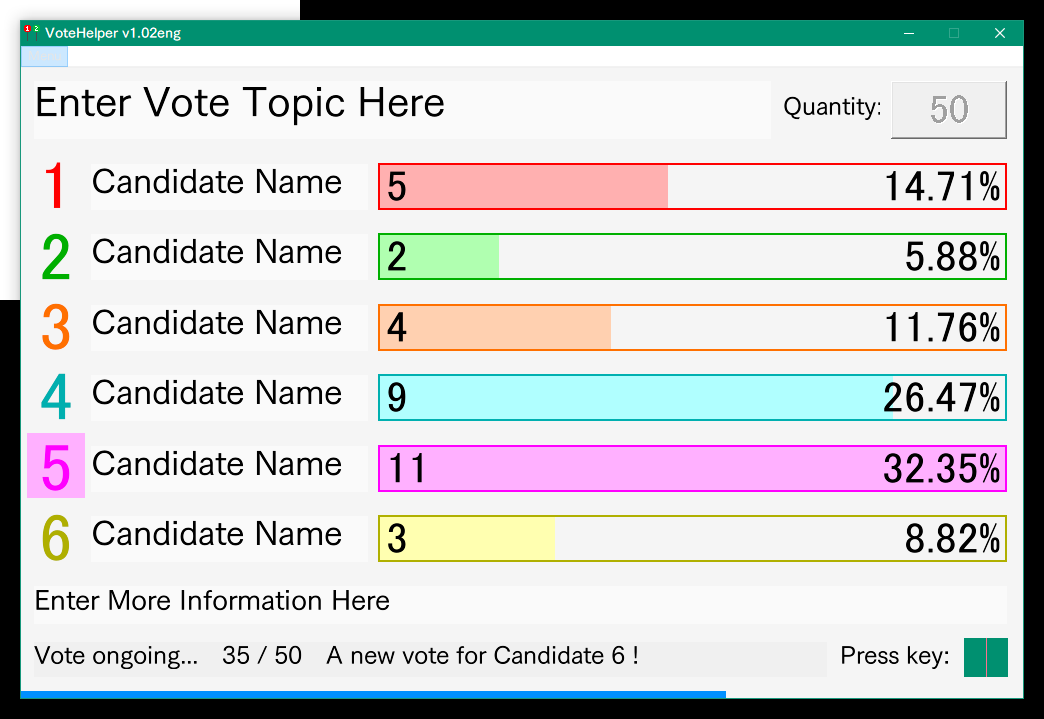 VoteHelper v1.02eng
Enter Vote Topic Here Quantity: 50
1 Candidate Name 5 14.71%
2 Candidate Name 2 5.88%
3 Candidate Name 4 11.76%
4 Candidate Name 9 26.47%
5 Candidate Name 11 32.35%
6 Candidate Name 3 8.82%
Enter More Information Here
Vote ongoing... 35 / 50 A new vote for Candidate 6 ! Press key: